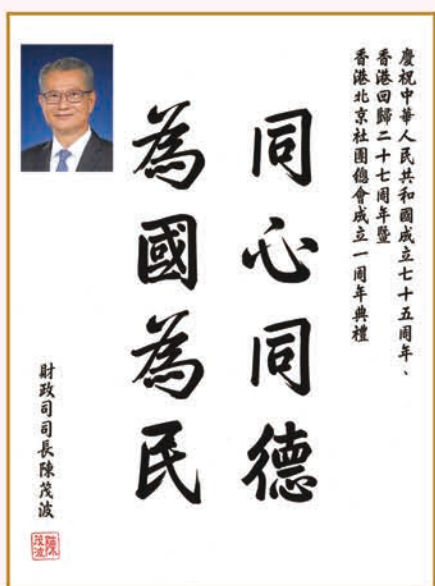 慶祝中華人民共和國成立七十五周年、
香港回歸二十七周年暨
香港北京社團總會成立一周年典禮
同心同德
為國為民
財政司司長陳茂波
陳茂波